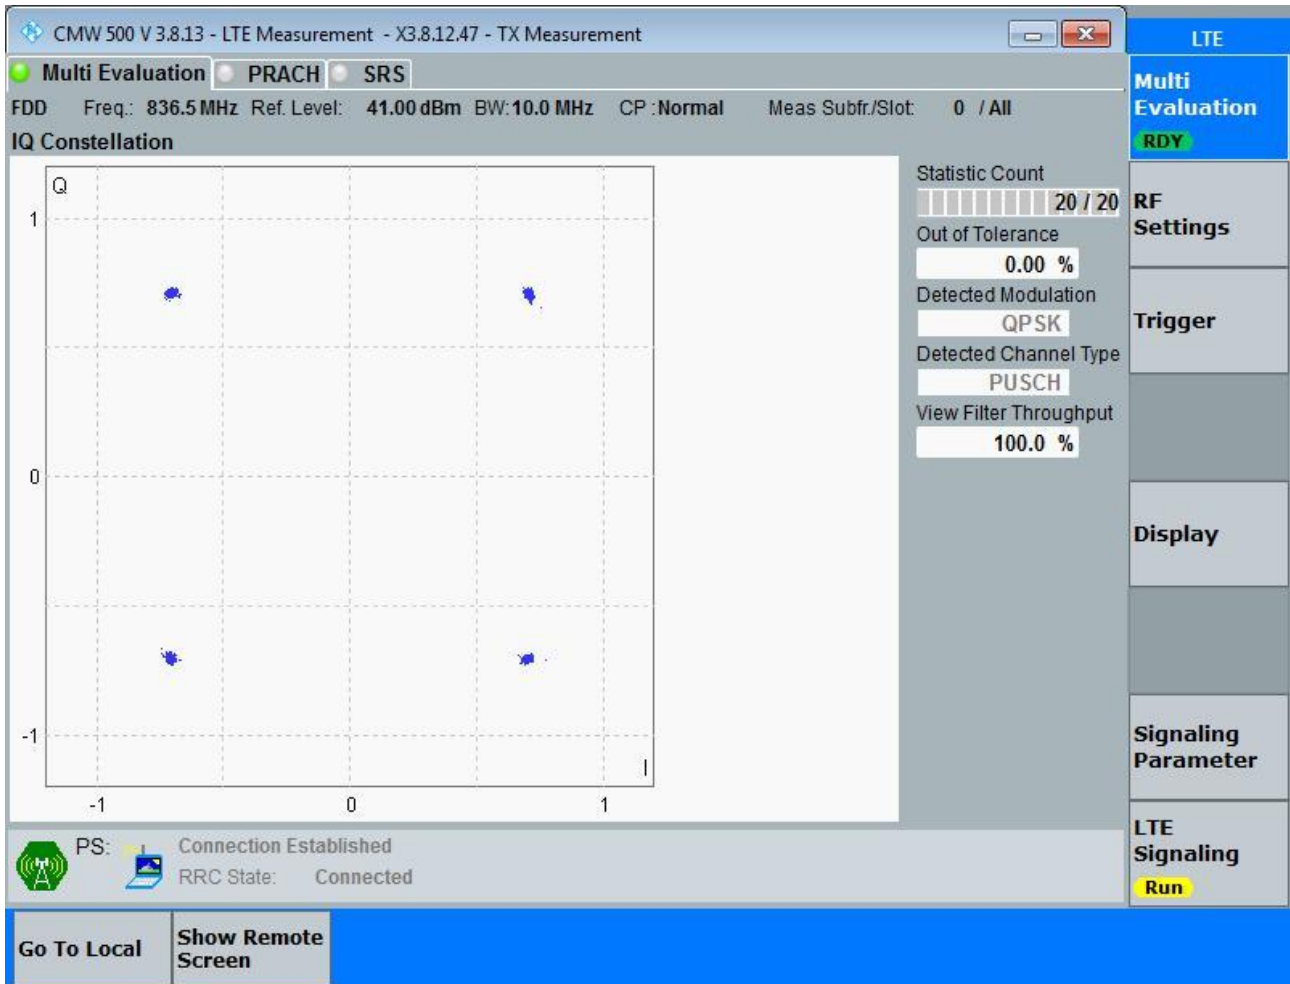 CMW 500 V 3.8.13 - LTE Measurement - X3.8.12.47 - TX Measurement
LTE
Multi Evaluation PRACH SRS
FDD Freq.: 836.5 MHz Ref. Level: 41.00 dBm BW: 10.0 MHz CP : Normal Meas Subfr./Slot: 0 / All
IQ Constellation
Q
1
0
-1
I
-1 0 1
Statistic Count
20 / 20
Out of Tolerance
0.00 %
Detected Modulation
QPSK
Detected Channel Type
PUSCH
View Filter Throughput
100.0 %
Multi
Evaluation
RDY
RF
Settings
Trigger
Display
Signaling
Parameter
LTE
Signaling
Run
PS: Connection Established
RRC State: Connected
Go To Local
Show Remote
Screen